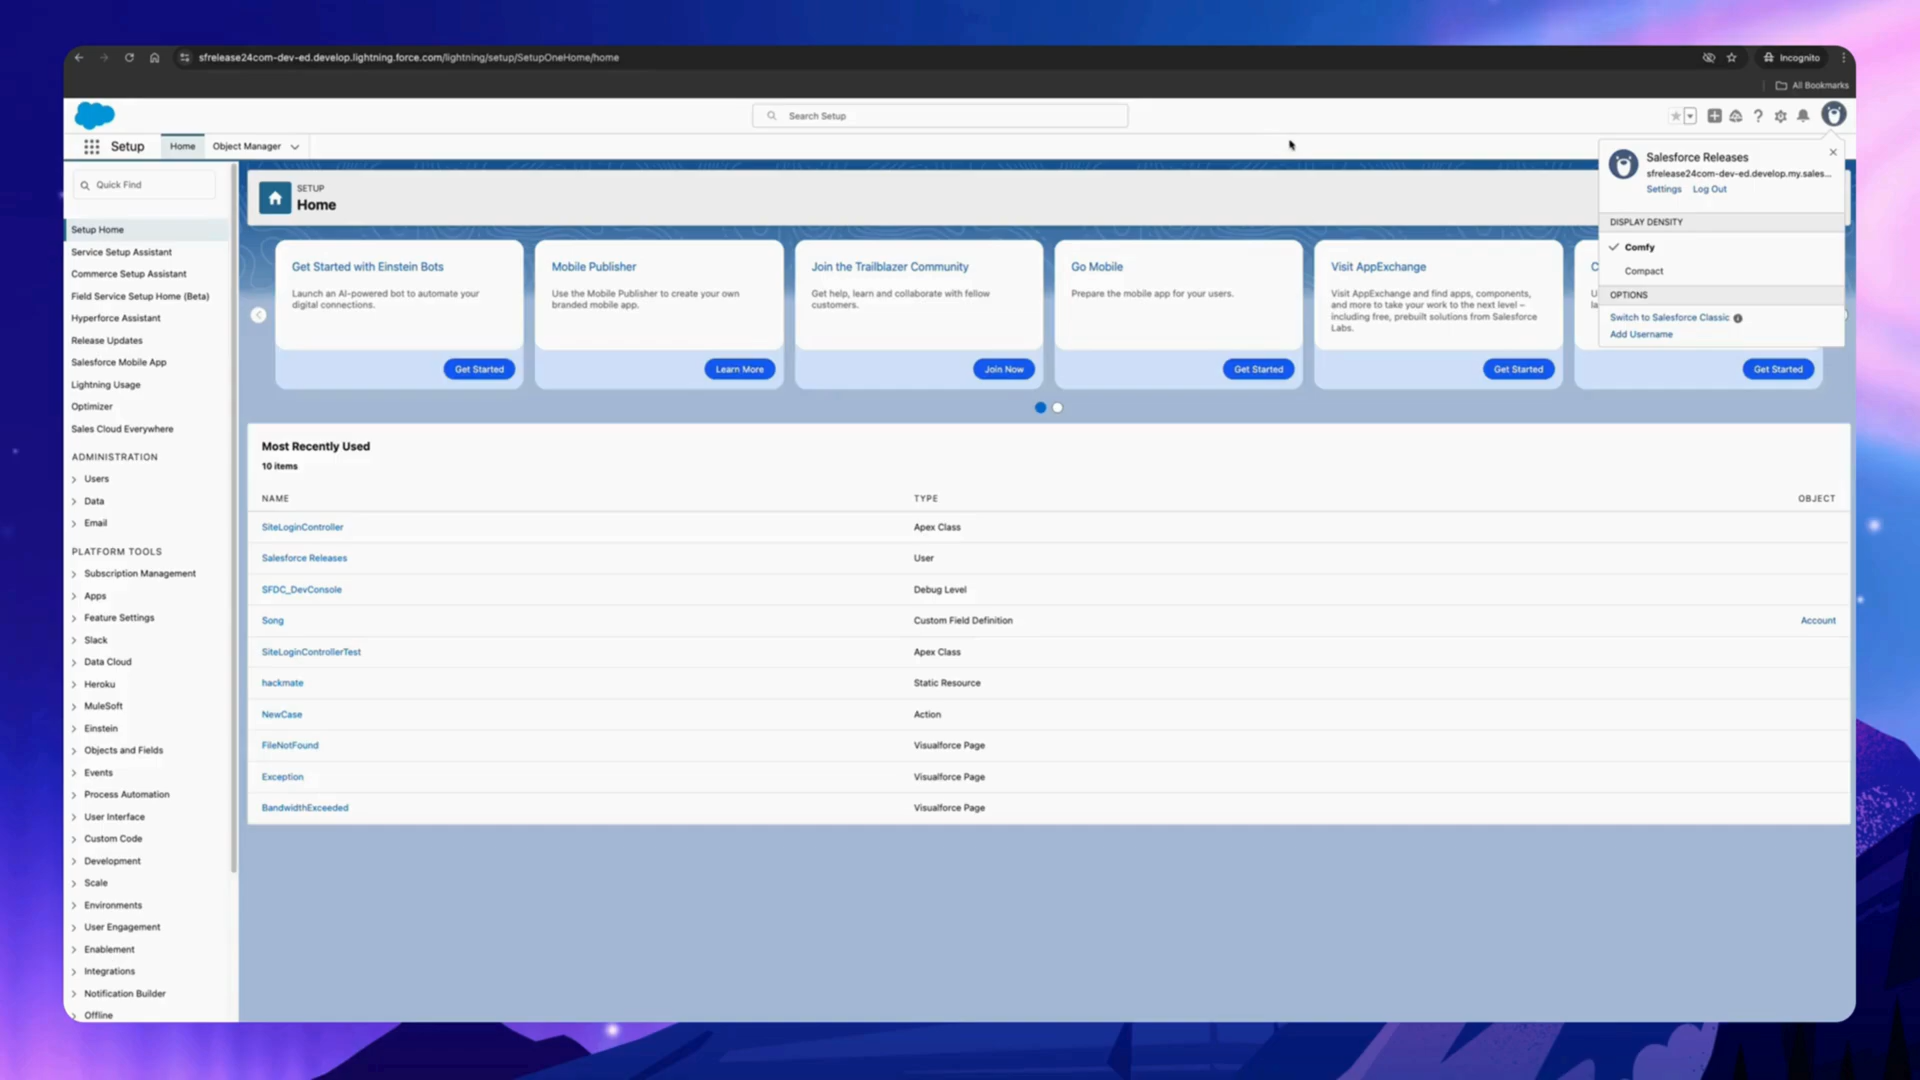 sfrelease24com-dev-ed.develop.lightning.force.com/lightning/setup/SetupOneHome/home
Incognito
All Bookmarks
Search Setup
Setup
Home
Object Manager
Quick Find
Setup Home
Service Setup Assistant
Commerce Setup Assistant
Field Service Setup Home (Beta)
Hyperforce Assistant
Release Updates
Salesforce Mobile App
Lightning Usage
Optimizer
Sales Cloud Everywhere
ADMINISTRATION
Users
Data
Email
PLATFORM TOOLS
Subscription Management
Apps
Feature Settings
Slack
Data Cloud
Heroku
MuleSoft
Einstein
Objects and Fields
Events
Process Automation
User Interface
Custom Code
Development
Scale
Environments
User Engagement
Enablement
Integrations
Notification Builder
Offline
SETUP
Home
Get Started with Einstein Bots
Launch an AI-powered bot to automate your
digital connections.
Get Started
Mobile Publisher
Use the Mobile Publisher to create your own
branded mobile app.
Learn More
Join the Trailblazer Community
Get help, learn and collaborate with fellow
customers.
Join Now
Go Mobile
Prepare the mobile app for your users.
Get Started
Visit AppExchange
Visit AppExchange and find apps, components,
and more to take your work to the next level –
including free, prebuilt solutions from Salesforce
Labs.
Get Started
Get Started
Salesforce Releases
sfrelease24com-dev-ed.develop.my.sales...
Settings Log Out
DISPLAY DENSITY
Comfy
Compact
OPTIONS
Switch to Salesforce Classic
Add Username
Most Recently Used
10 items
NAME TYPE OBJECT
SiteLoginController Apex Class
Salesforce Releases User
SFDC_DevConsole Debug Level
Song Custom Field Definition Account
SiteLoginControllerTest Apex Class
hackmate Static Resource
NewCase Action
FileNotFound Visualforce Page
Exception Visualforce Page
BandwidthExceeded Visualforce Page